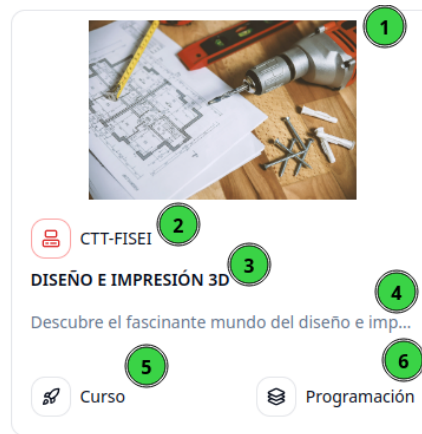 1
CTT-FISEI 2
DISEÑO E IMPRESIÓN 3D 3
4
Descubre el fascinante mundo del diseño e imp...
5 6
Curso Programación